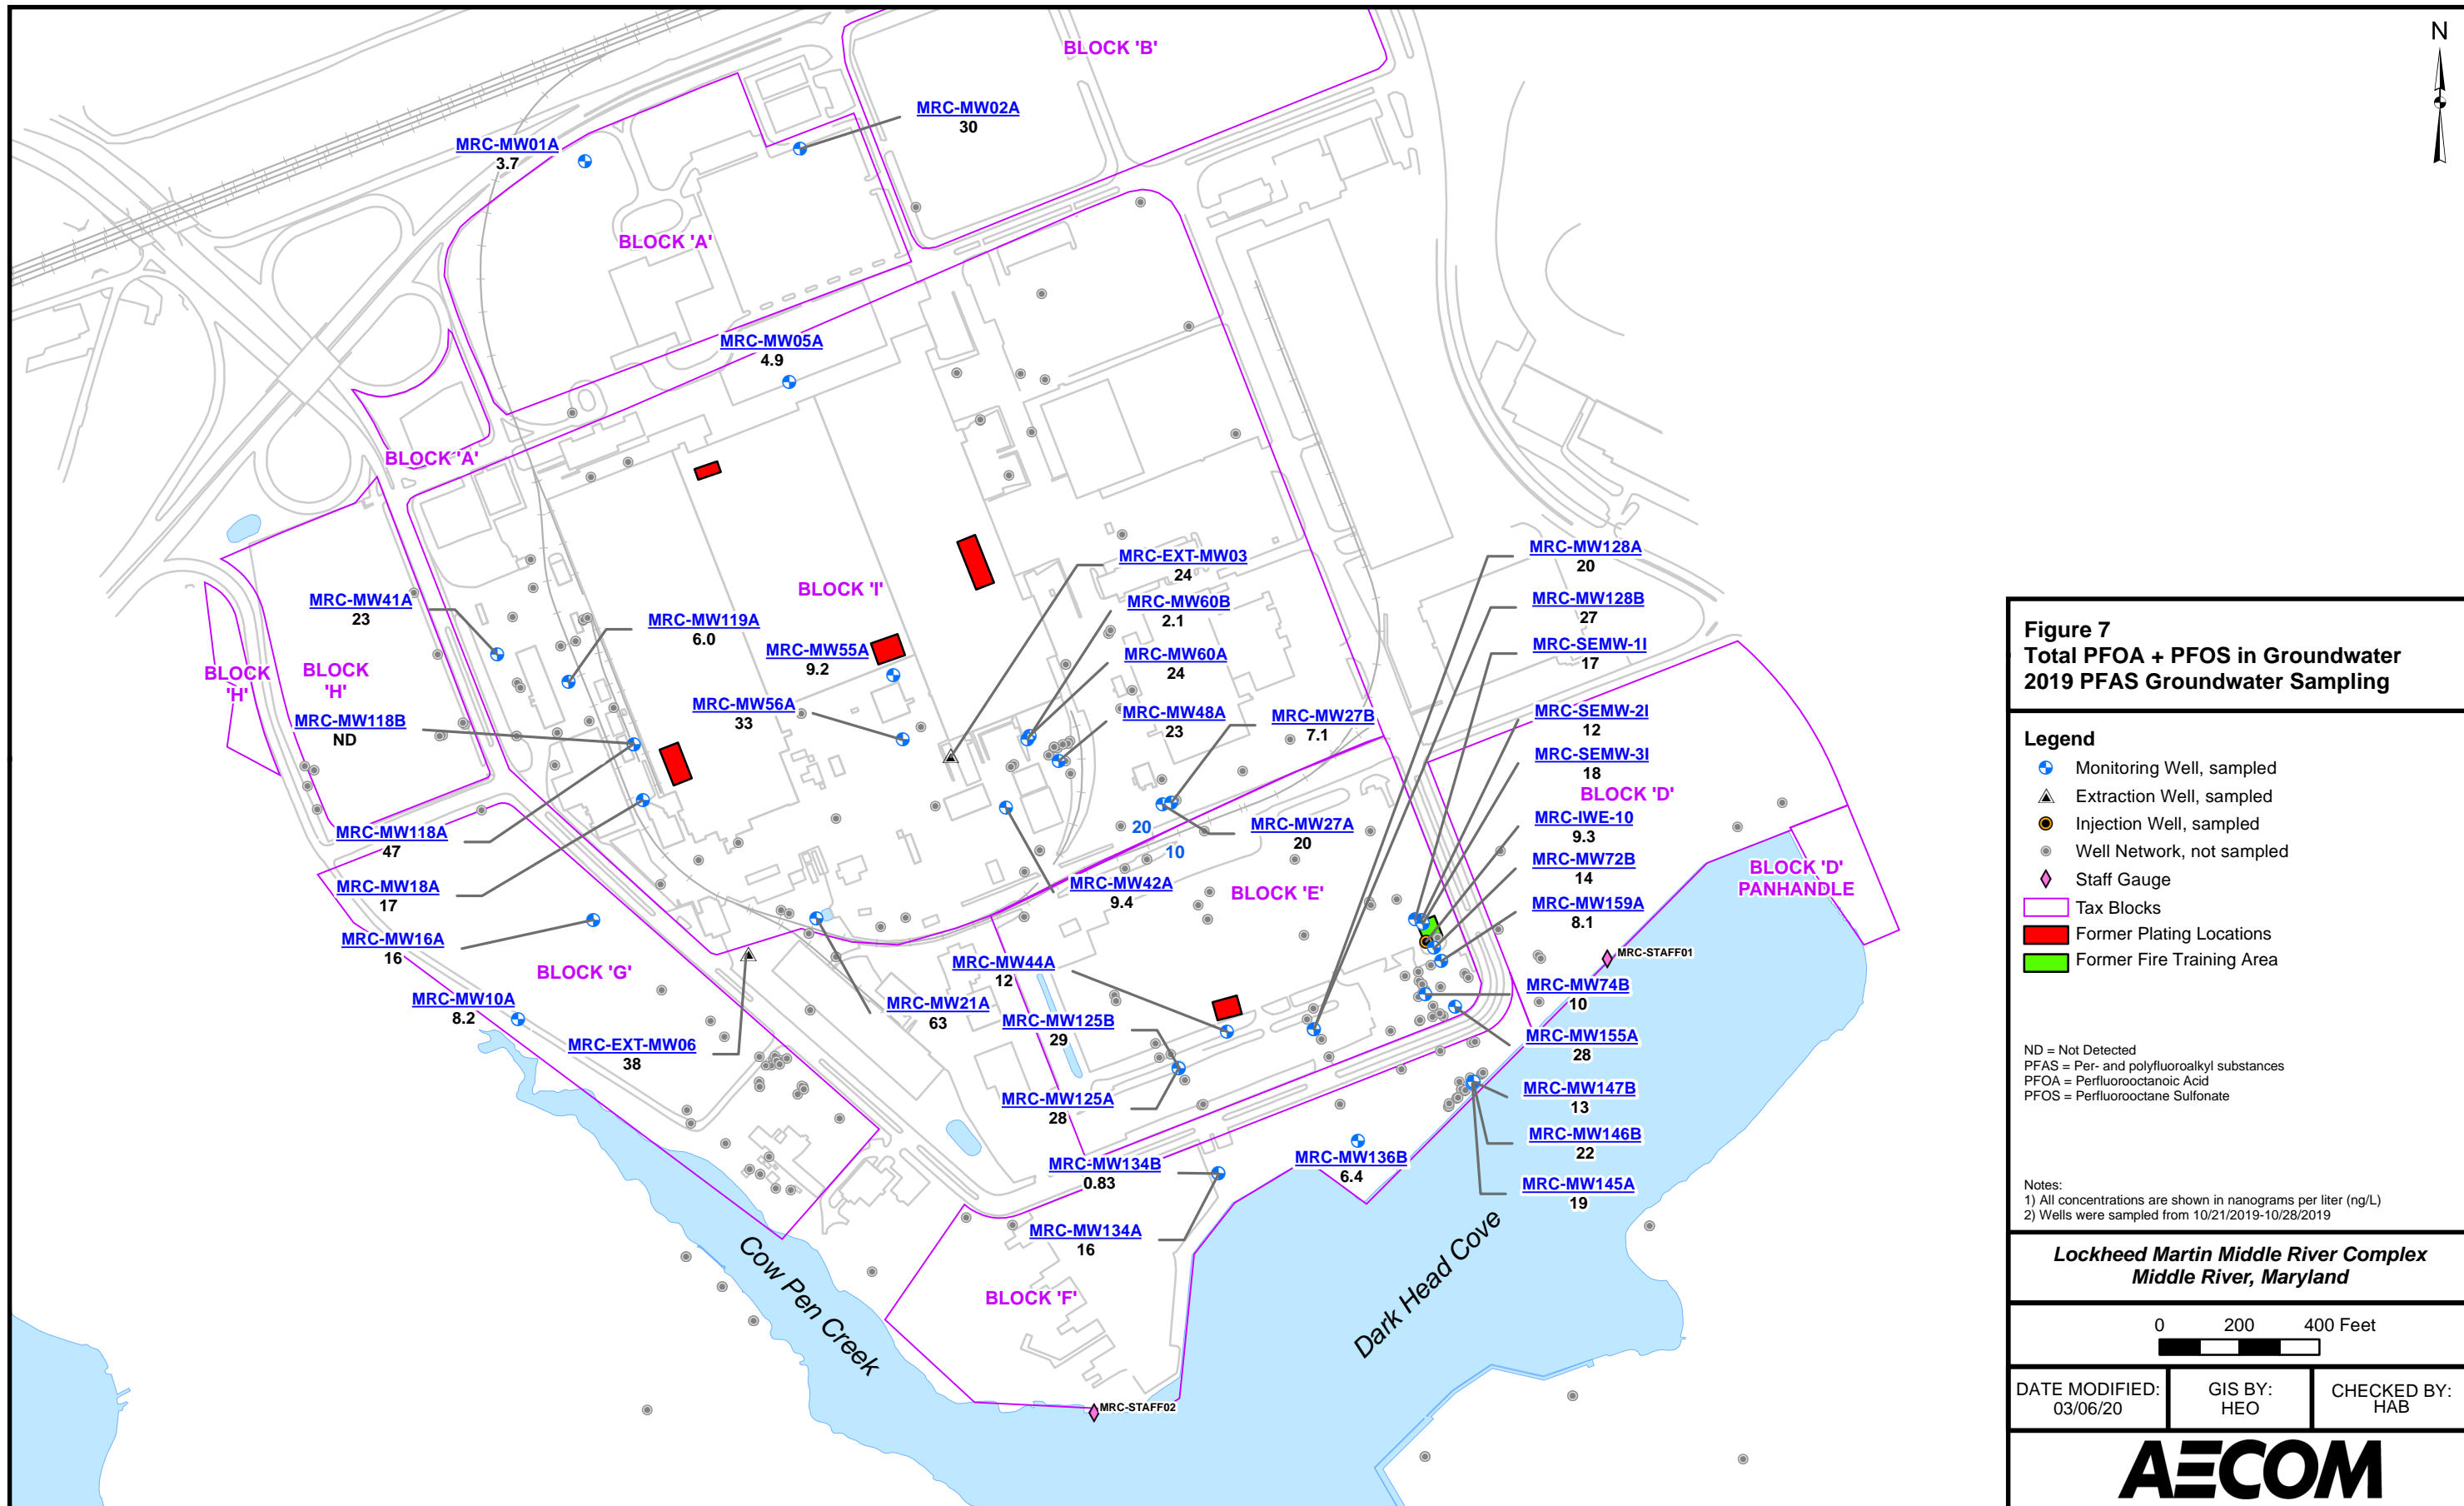 BLOCK 'B'
N
MRC-MW02A
30
MRC-MW01A
3.7
BLOCK 'A'
MRC-MW05A
4.9
BLOCK 'A'
BLOCK 'I'
MRC-EXT-MW03
24
MRC-MW128A
20
MRC-MW41A
23
MRC-MW60B
2.1
MRC-MW128B
27
MRC-MW119A
6.0
MRC-MW55A
9.2
MRC-MW60A
24
MRC-SEMW-1I
17
BLOCK
'H'
BLOCK
'H'
MRC-MW56A
33
MRC-MW48A
23
MRC-MW27B
7.1
MRC-SEMW-2I
12
MRC-MW118B
ND
MRC-SEMW-3I
18
BLOCK 'D'
MRC-MW118A
47
20
10
MRC-MW27A
20
MRC-IWE-10
9.3
MRC-MW72B
14
BLOCK 'D'
PANHANDLE
MRC-MW18A
17
MRC-MW42A
9.4
BLOCK 'E'
MRC-MW159A
8.1
MRC-MW16A
16
MRC-STAFF01
BLOCK 'G'
MRC-MW44A
12
MRC-MW74B
10
MRC-MW10A
8.2
MRC-MW21A
63
MRC-MW125B
29
MRC-EXT-MW06
38
MRC-MW155A
28
MRC-MW125A
28
MRC-MW147B
13
MRC-MW146B
22
MRC-MW134B
0.83
MRC-MW136B
6.4
MRC-MW145A
19
MRC-MW134A
16
BLOCK 'F'
Cow Pen Creek
Dark Head Cove
MRC-STAFF02
Figure 7
Total PFOA + PFOS in Groundwater
2019 PFAS Groundwater Sampling
Legend
Monitoring Well, sampled
Extraction Well, sampled
Injection Well, sampled
Well Network, not sampled
Staff Gauge
Tax Blocks
Former Plating Locations
Former Fire Training Area
ND = Not Detected
PFAS = Per- and polyfluoroalkyl substances
PFOA = Perfluorooctanoic Acid
PFOS = Perfluorooctane Sulfonate
Notes:
1) All concentrations are shown in nanograms per liter (ng/L)
2) Wells were sampled from 10/21/2019-10/28/2019
Lockheed Martin Middle River Complex
Middle River, Maryland
0 200 400 Feet
DATE MODIFIED:
03/06/20
GIS BY:
HEO
CHECKED BY:
HAB
AECOM